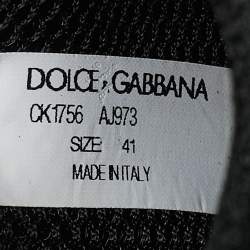 DOLCE & GABBANA
CK1756 AJ973
SIZE: 41
MADE IN ITALY